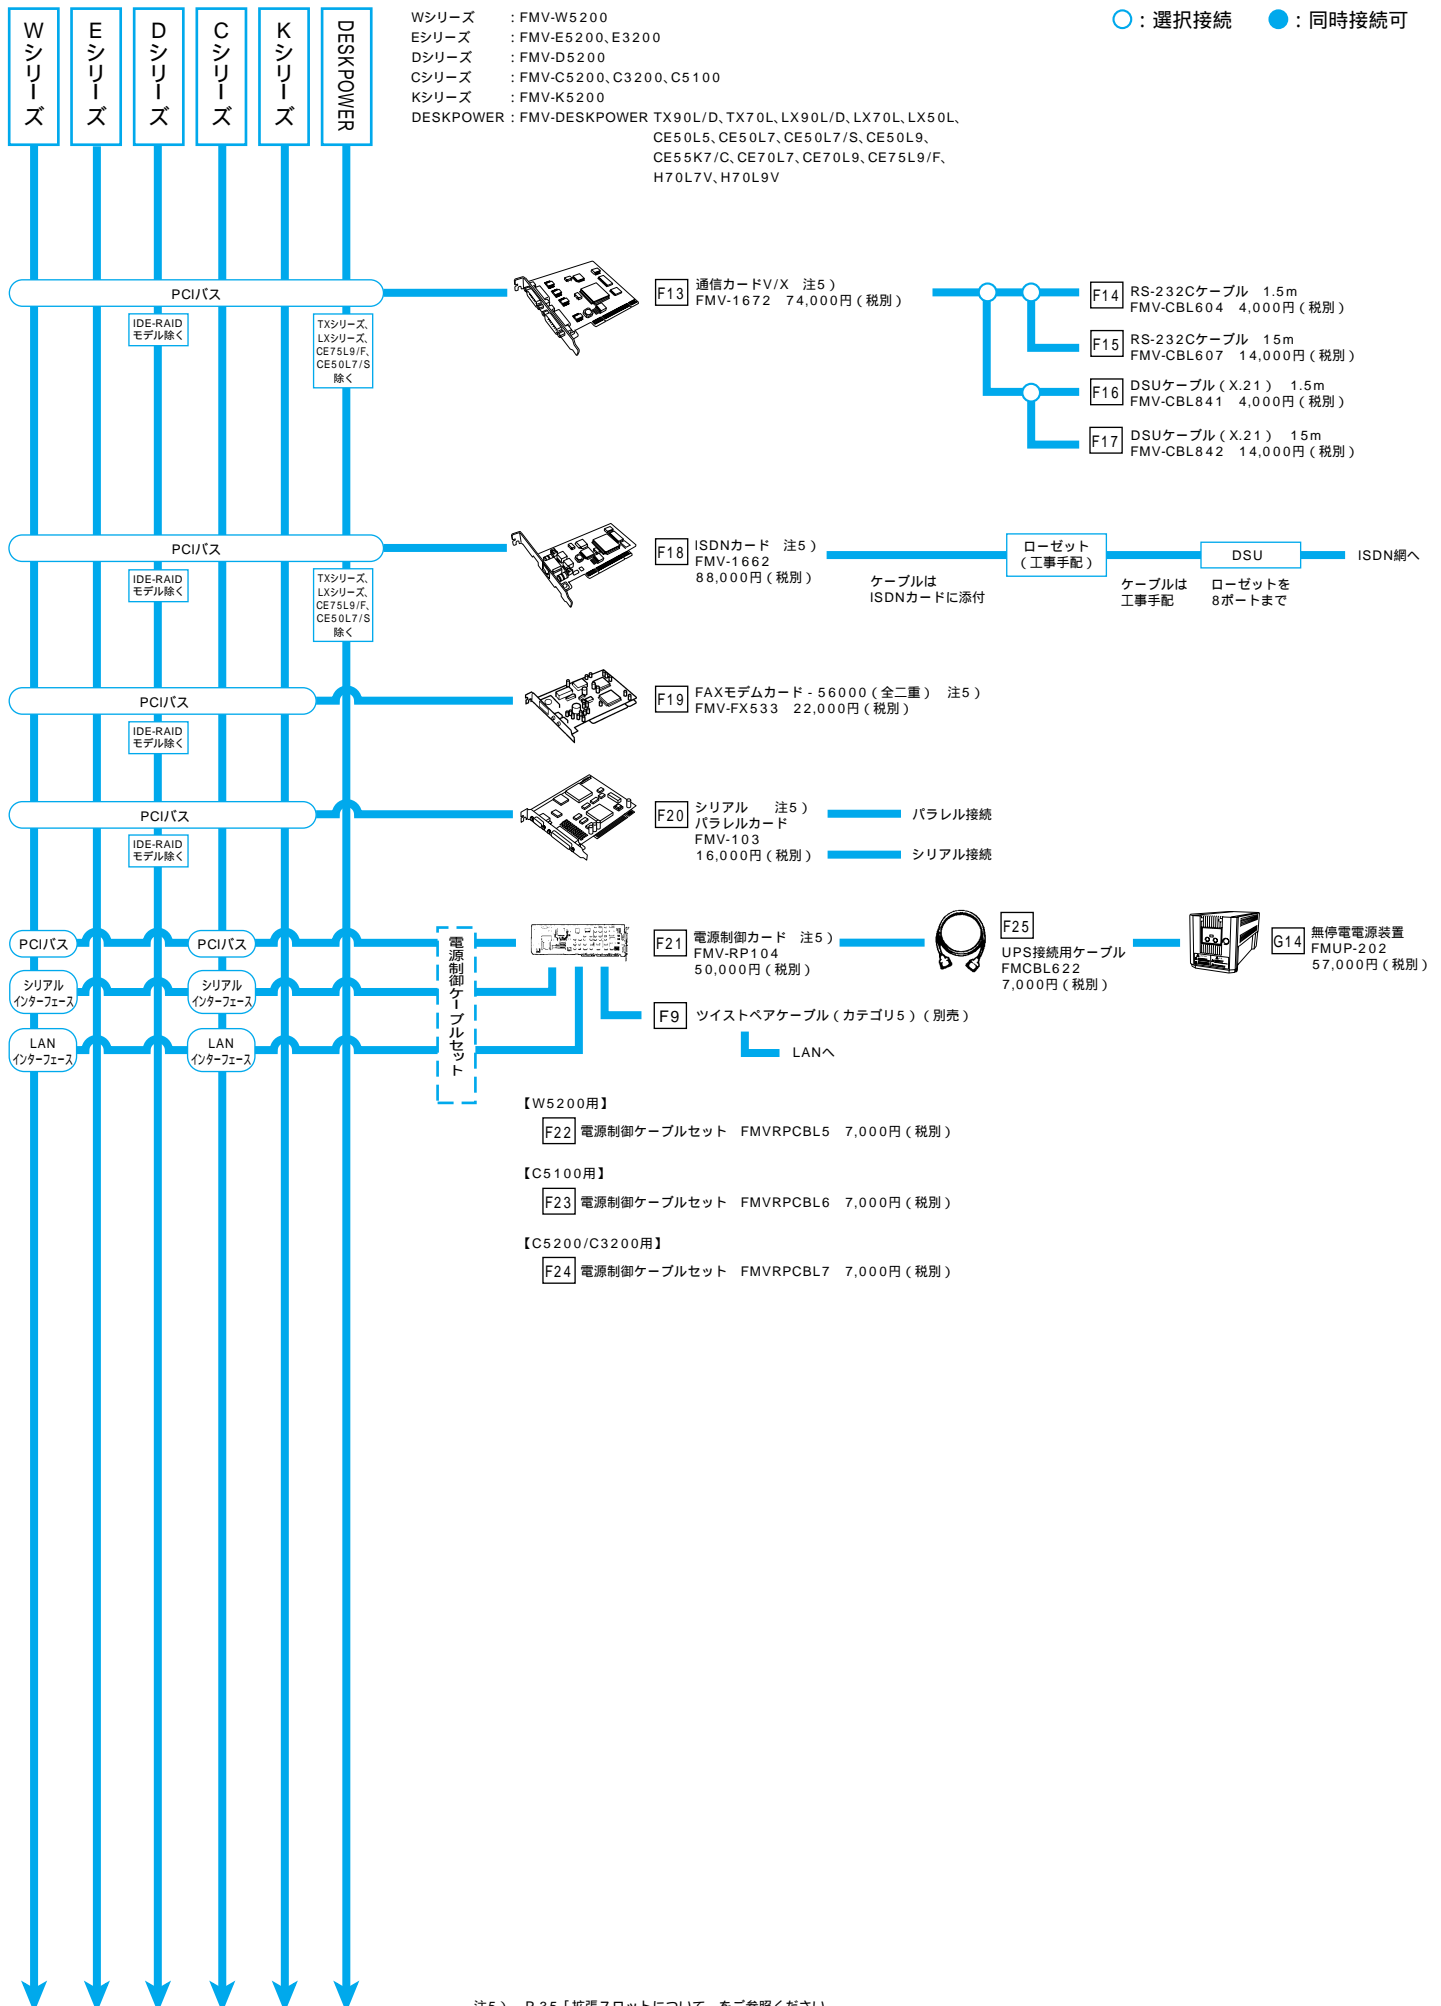 Wシリーズ
Eシリーズ
Dシリーズ
Cシリーズ
Kシリーズ
DESKPOWER
Wシリーズ ：FMV-W5200
Eシリーズ ：FMV-E5200、E3200
Dシリーズ ：FMV-D5200
Cシリーズ ：FMV-C5200、C3200、C5100
Kシリーズ ：FMV-K5200
DESKPOWER：FMV-DESKPOWER TX90L/D、TX70L、LX90L/D、LX70L、LX50L、
CE50L5、CE50L7、CE50L7/S、CE50L9、
CE55K7/C、CE70L7、CE70L9、CE75L9/F、
H70L7V、H70L9V
○：選択接続 ●：同時接続可
PCIバス
IDE-RAID
モデル除く
TXシリーズ、
LXシリーズ、
CE75L9/F、
CE50L7/S
除く
F13 通信カードV/X 注5）
FMV-1672 74,000円（税別）
F14 RS-232Cケーブル 1.5m
FMV-CBL604 4,000円（税別）
F15 RS-232Cケーブル 15m
FMV-CBL607 14,000円（税別）
F16 DSUケーブル（X.21） 1.5m
FMV-CBL841 4,000円（税別）
F17 DSUケーブル（X.21） 15m
FMV-CBL842 14,000円（税別）
PCIバス
IDE-RAID
モデル除く
TXシリーズ、
LXシリーズ、
CE75L9/F、
CE50L7/S
除く
F18 ISDNカード 注5）
FMV-1662
88,000円（税別）
ケーブルは
ISDNカードに添付
ローゼット
（工事手配）
ケーブルは
工事手配
DSU
ローゼットを
8ポートまで
ISDN網へ
PCIバス
IDE-RAID
モデル除く
F19 FAXモデムカード - 56000（全二重） 注5）
FMV-FX533 22,000円（税別）
PCIバス
IDE-RAID
モデル除く
F20 シリアル 注5）
パラレルカード
FMV-103
16,000円（税別）
パラレル接続
シリアル接続
PCIバス
PCIバス
シリアル
インターフェース
シリアル
インターフェース
LAN
インターフェース
LAN
インターフェース
電源制御ケーブルセット
F21 電源制御カード 注5）
FMV-RP104
50,000円（税別）
F25
UPS接続用ケーブル
FMCBL622
7,000円（税別）
G14 無停電電源装置
FMUP-202
57,000円（税別）
F9 ツイストペアケーブル（カテゴリ5）（別売）
LANへ
【W5200用】
F22 電源制御ケーブルセット FMVRPCBL5 7,000円（税別）
【C5100用】
F23 電源制御ケーブルセット FMVRPCBL6 7,000円（税別）
【C5200/C3200用】
F24 電源制御ケーブルセット FMVRPCBL7 7,000円（税別）
注5） P.35「拡張スロットについて」をご参照ください